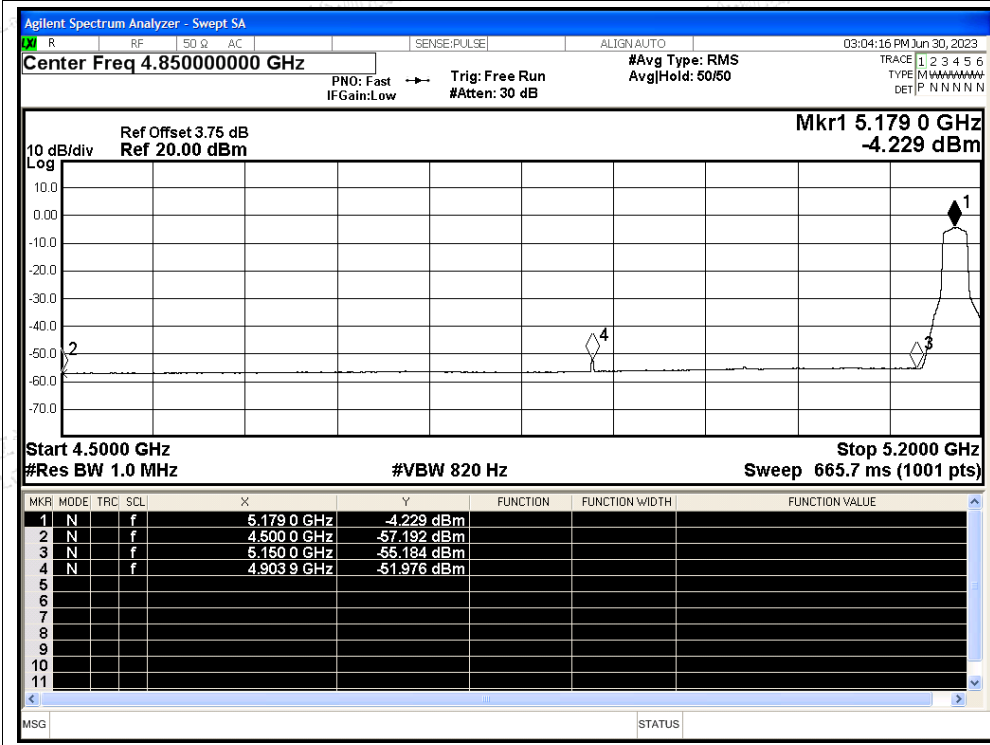 Agilent Spectrum Analyzer - Swept SA
LXI R RF 50 Ω AC SENSE:PULSE ALIGN AUTO 03:04:16 PM Jun 30, 2023
Center Freq 4.850000000 GHz #Avg Type: RMS TRACE 1 2 3 4 5 6
PNO: Fast Trig: Free Run Avg|Hold: 50/50 TYPE M
IFGain:Low #Atten: 30 dB DET P N N N N N
Mkr1 5.179 0 GHz
Ref Offset 3.75 dB
10 dB/div Ref 20.00 dBm -4.229 dBm
Log
10.0
0.00
-10.0
-20.0
-30.0
-40.0
-50.0
-60.0
-70.0
1
2
4
3
Start 4.5000 GHz Stop 5.2000 GHz
#Res BW 1.0 MHz #VBW 820 Hz Sweep 665.7 ms (1001 pts)
MKR MODE TRC SCL X Y FUNCTION FUNCTION WIDTH FUNCTION VALUE
1 N f 5.179 0 GHz -4.229 dBm
2 N f 4.500 0 GHz -57.192 dBm
3 N f 5.150 0 GHz -55.184 dBm
4 N f 4.903 9 GHz -51.976 dBm
5
6
7
8
9
10
11
MSG STATUS